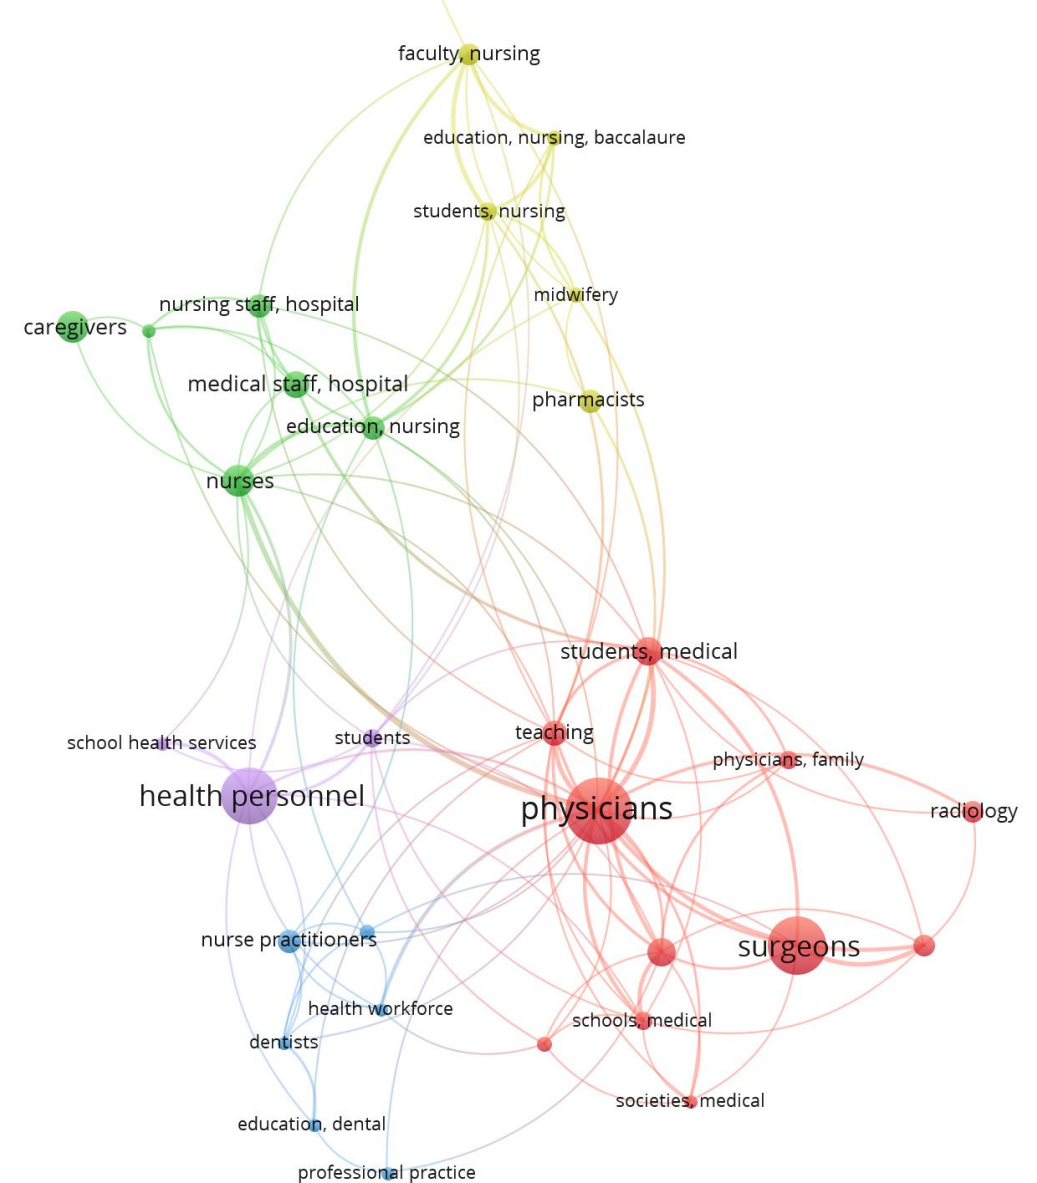 faculty, nursing
education, nursing, baccalaure
students, nursing
midwifery
nursing staff, hospital
caregivers
medical staff, hospital
pharmacists
education, nursing
nurses
students, medical
teaching
students
school health services
physicians, family
health personnel
physicians
radiology
nurse practitioners
surgeons
health workforce
schools, medical
dentists
societies, medical
education, dental
professional practice